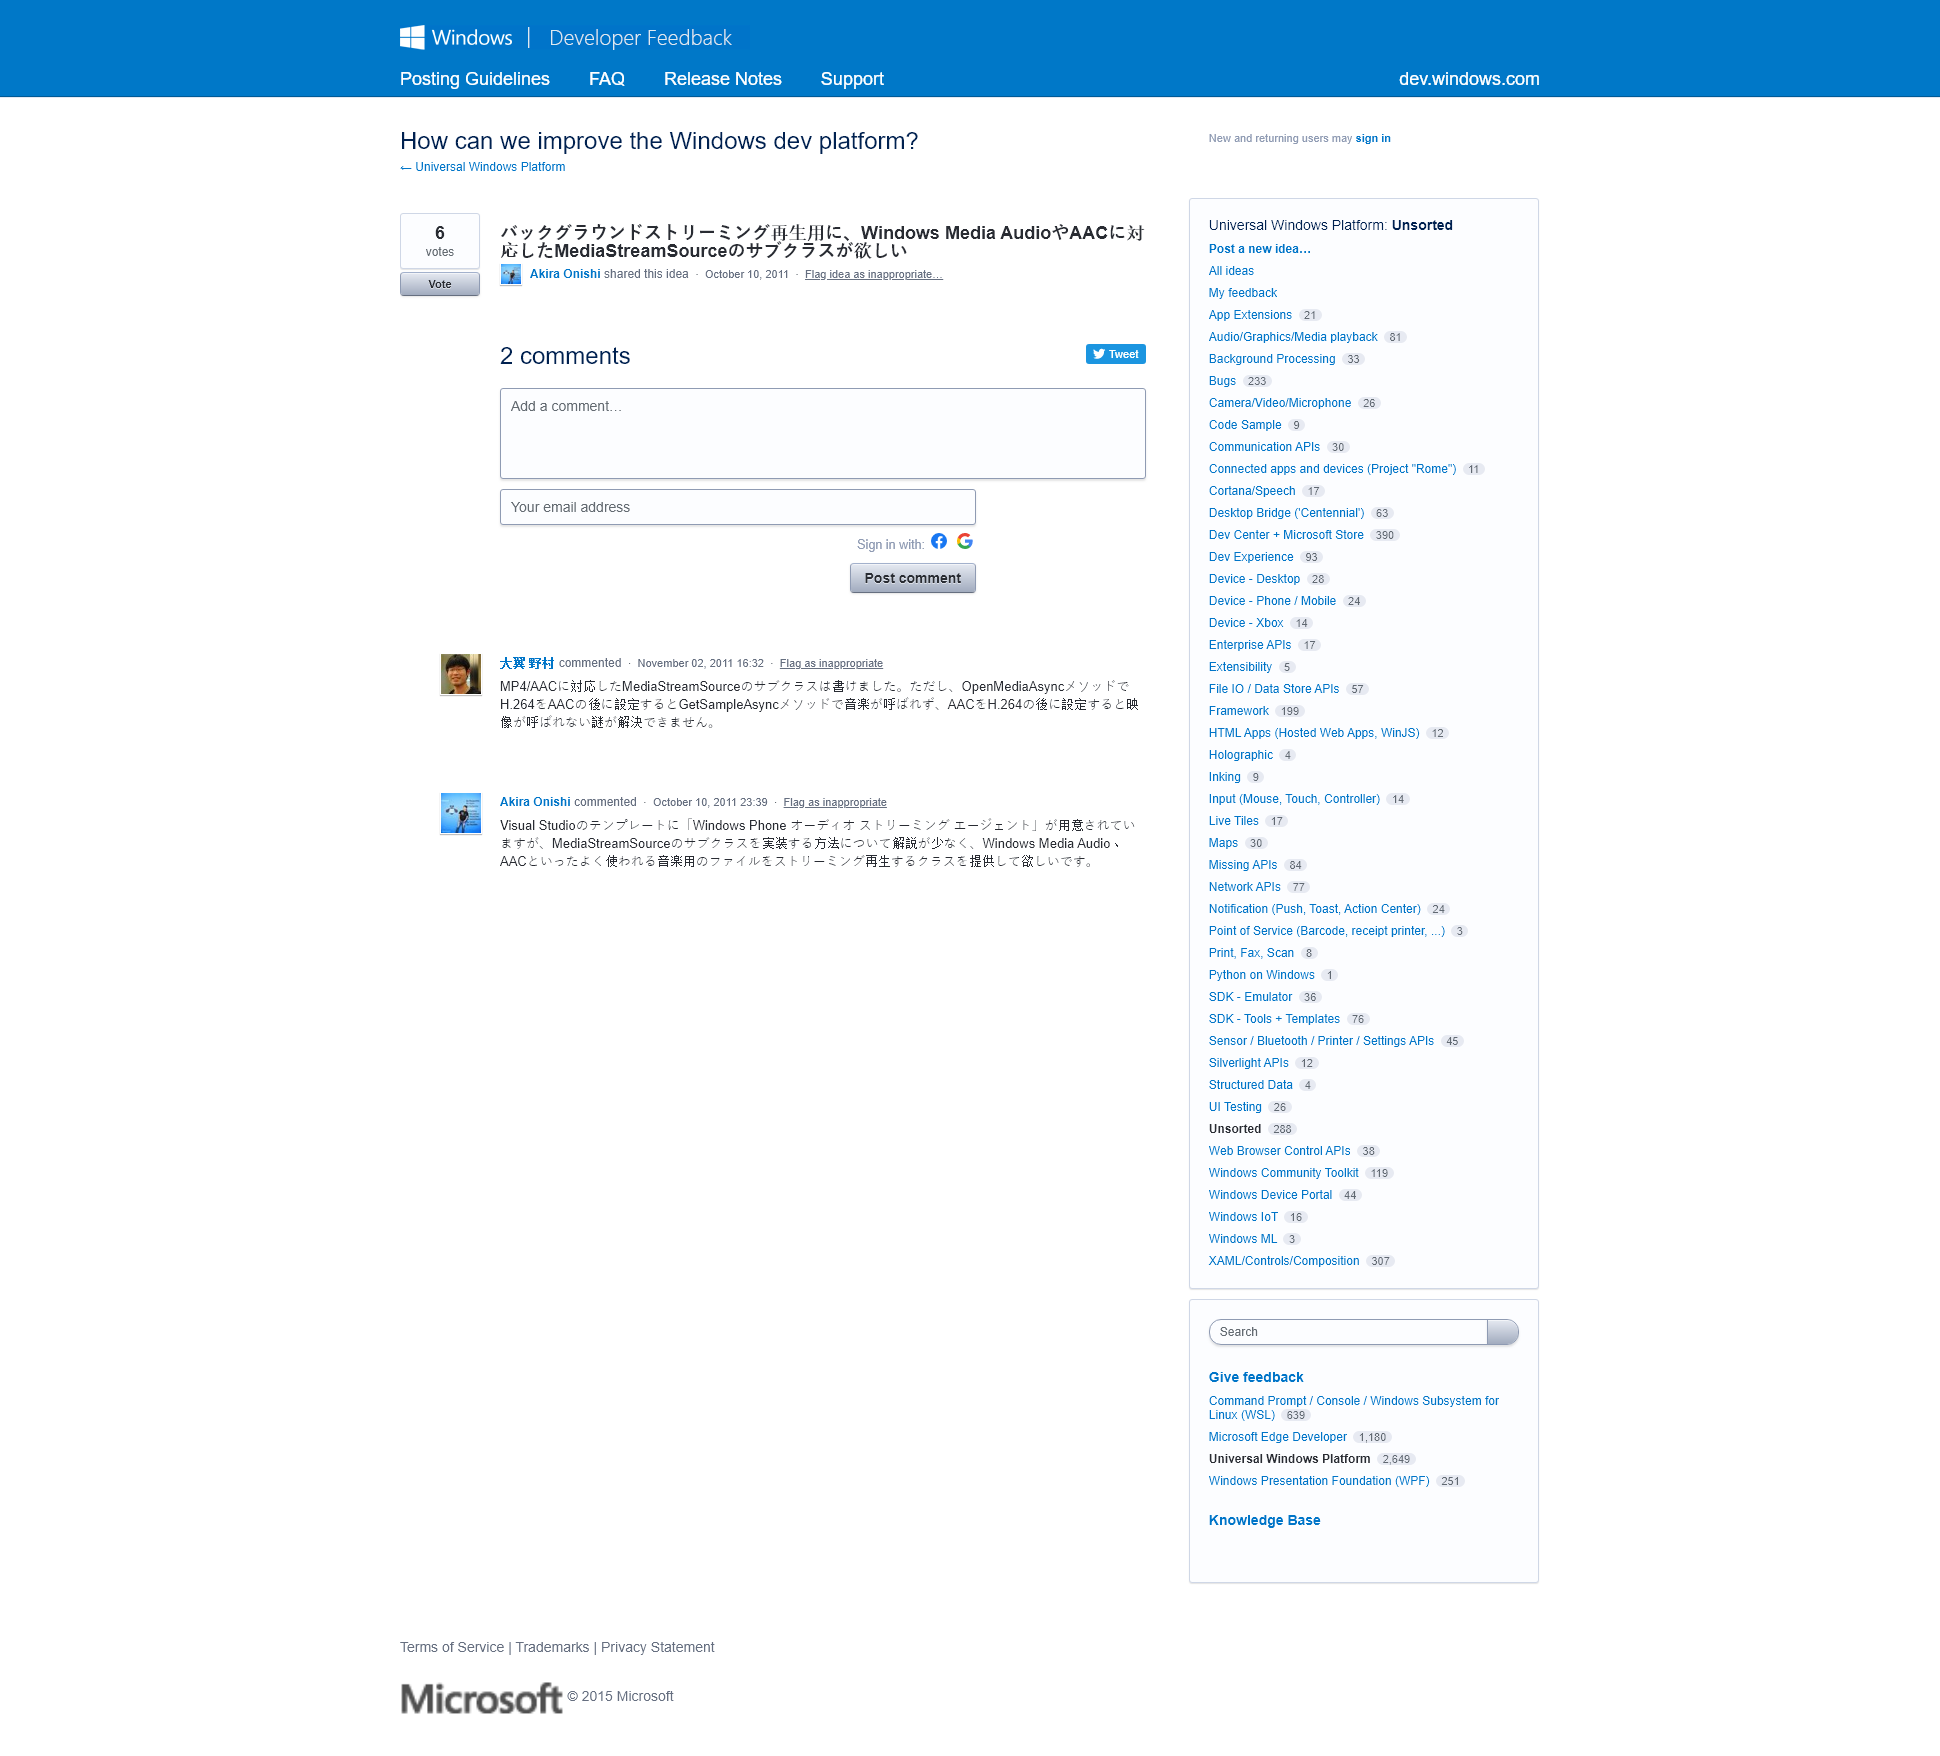 Windows | Developer Feedback
Posting Guidelines FAQ Release Notes Support dev.windows.com
How can we improve the Windows dev platform?
← Universal Windows Platform
New and returning users may sign in
6
votes
Vote
バックグラウンドストリーミング再生用に、Windows Media AudioやAACに対
応したMediaStreamSourceのサブクラスが欲しい
Akira Onishi shared this idea · October 10, 2011 · Flag idea as inappropriate…
2 comments
Tweet
Add a comment…
Your email address
Sign in with:
Post comment
大翼 野村 commented · November 02, 2011 16:32 · Flag as inappropriate
MP4/AACに対応したMediaStreamSourceのサブクラスは書けました。ただし、OpenMediaAsyncメソッドで
H.264をAACの後に設定するとGetSampleAsyncメソッドで音楽が呼ばれず、AACをH.264の後に設定すると映
像が呼ばれない謎が解決できません。
Akira Onishi commented · October 10, 2011 23:39 · Flag as inappropriate
Visual Studioのテンプレートに「Windows Phone オーディオ ストリーミング エージェント」が用意されてい
ますが、MediaStreamSourceのサブクラスを実装する方法について解説が少なく、Windows Media Audio、
AACといったよく使われる音楽用のファイルをストリーミング再生するクラスを提供して欲しいです。
Universal Windows Platform: Unsorted
Post a new idea…
All ideas
My feedback
App Extensions 21
Audio/Graphics/Media playback 81
Background Processing 33
Bugs 233
Camera/Video/Microphone 26
Code Sample 9
Communication APIs 30
Connected apps and devices (Project "Rome") 11
Cortana/Speech 17
Desktop Bridge ('Centennial') 63
Dev Center + Microsoft Store 390
Dev Experience 93
Device - Desktop 28
Device - Phone / Mobile 24
Device - Xbox 14
Enterprise APIs 17
Extensibility 5
File IO / Data Store APIs 57
Framework 199
HTML Apps (Hosted Web Apps, WinJS) 12
Holographic 4
Inking 9
Input (Mouse, Touch, Controller) 14
Live Tiles 17
Maps 30
Missing APIs 84
Network APIs 77
Notification (Push, Toast, Action Center) 24
Point of Service (Barcode, receipt printer, ...) 3
Print, Fax, Scan 8
Python on Windows 1
SDK - Emulator 36
SDK - Tools + Templates 76
Sensor / Bluetooth / Printer / Settings APIs 45
Silverlight APIs 12
Structured Data 4
UI Testing 26
Unsorted 288
Web Browser Control APIs 38
Windows Community Toolkit 119
Windows Device Portal 44
Windows IoT 16
Windows ML 3
XAML/Controls/Composition 307
Search
Give feedback
Command Prompt / Console / Windows Subsystem for
Linux (WSL) 639
Microsoft Edge Developer 1,180
Universal Windows Platform 2,649
Windows Presentation Foundation (WPF) 251
Knowledge Base
Terms of Service | Trademarks | Privacy Statement
Microsoft © 2015 Microsoft